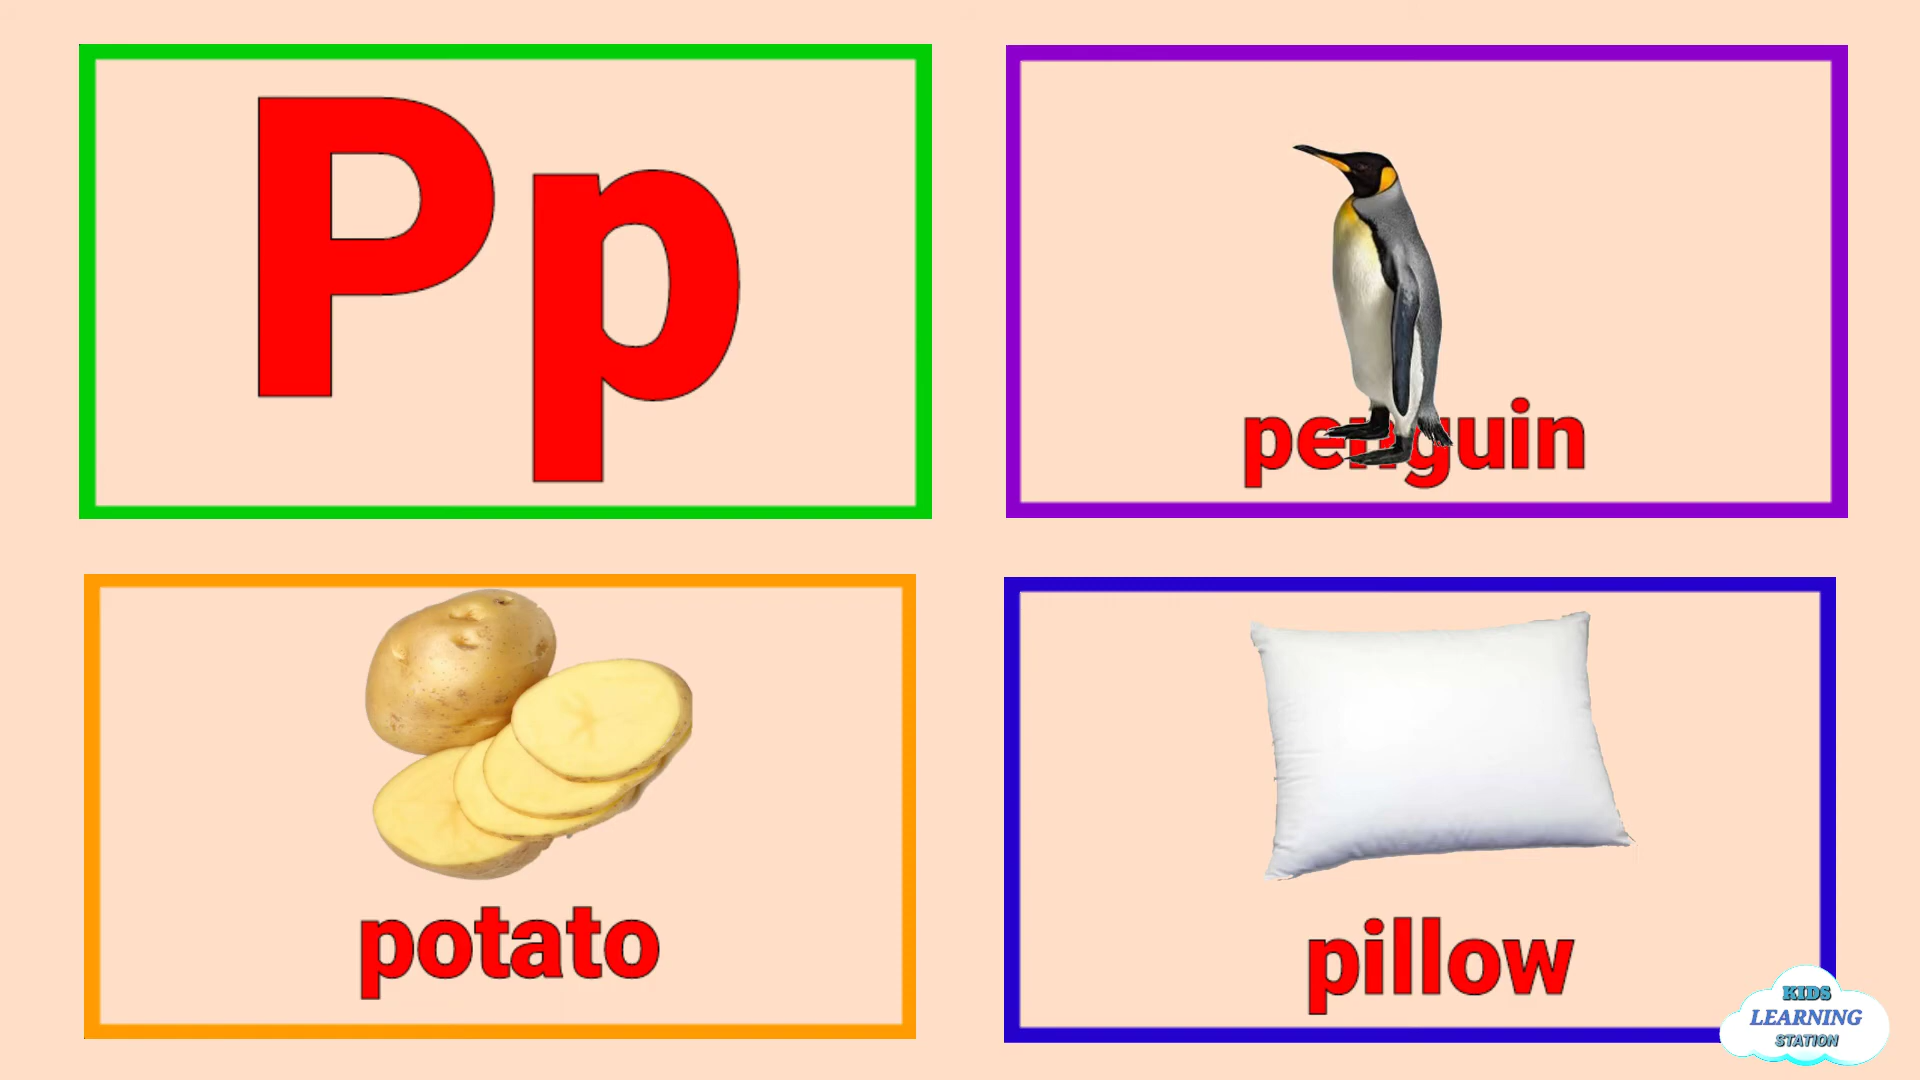 Pp
penguin
potato
pillow
KIDS
LEARNING
STATION